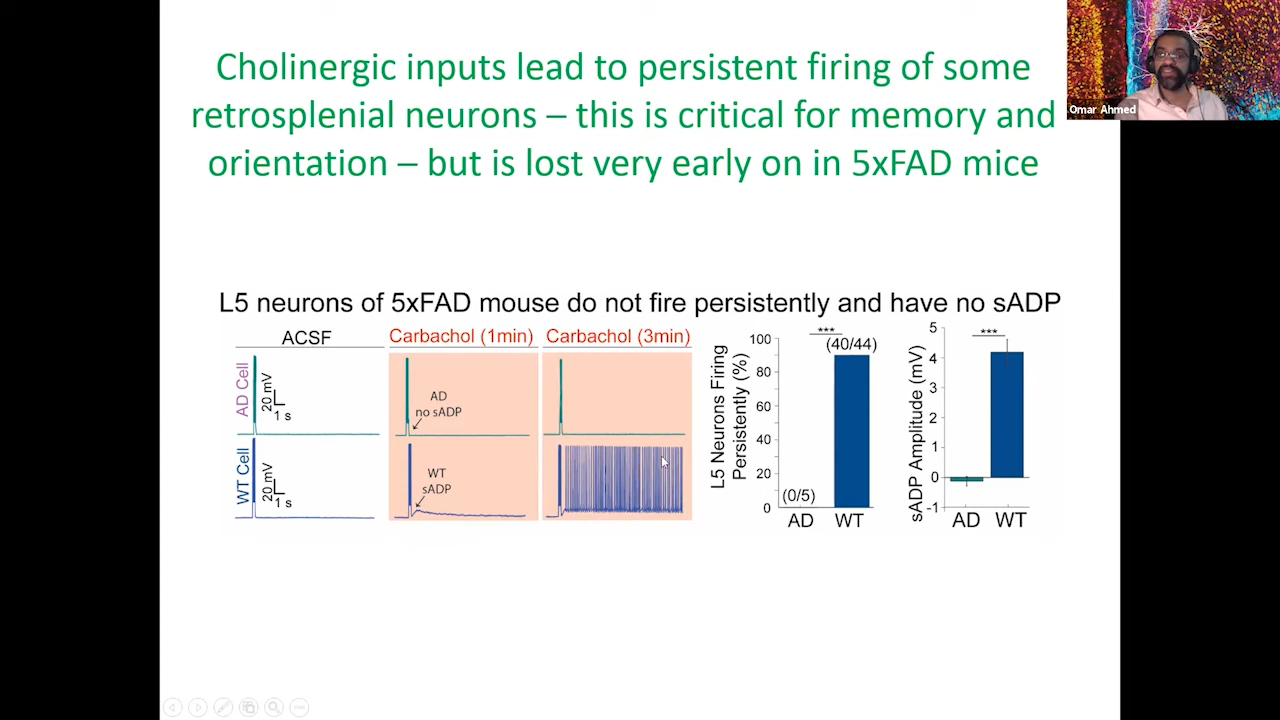 Cholinergic inputs lead to persistent firing of some
retrosplenial neurons – this is critical for memory and
orientation – but is lost very early on in 5xFAD mice
Omar Ahmed
L5 neurons of 5xFAD mouse do not fire persistently and have no sADP
ACSF
Carbachol (1min)
Carbachol (3min)
AD Cell
20 mV
1 s
AD
no sADP
WT Cell
20 mV
1 s
WT
sADP
L5 Neurons Firing
Persistently (%)
100
80
60
40
20
0
***
(40/44)
(0/5)
AD
WT
sADP Amplitude (mV)
5
4
3
2
1
0
-1
***
AD
WT